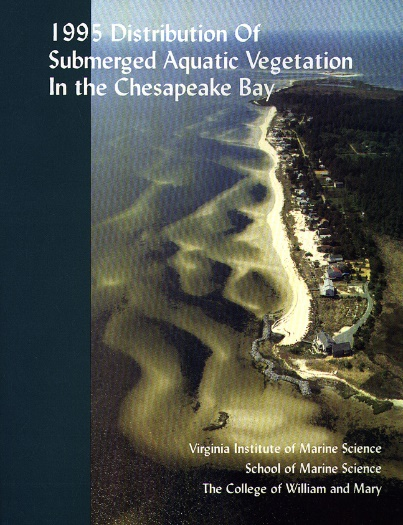 1995 Distribution Of
Submerged Aquatic Vegetation
In the Chesapeake Bay
Virginia Institute of Marine Science
School of Marine Science
The College of William and Mary